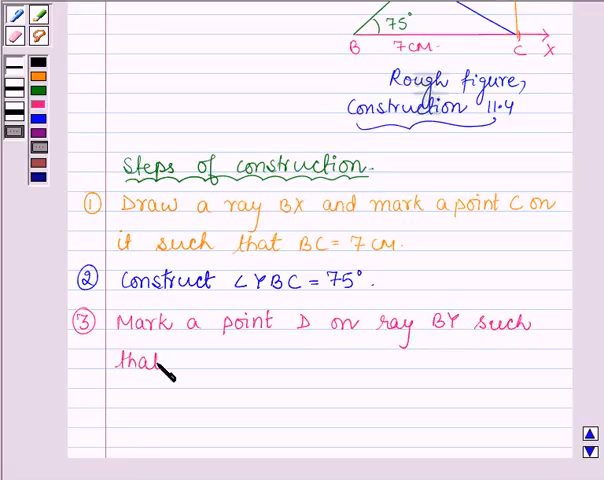 75°
B 7 CM. C X
Rough figure,
Construction 11.4
Steps of construction.
① Draw a ray BX and mark a point C on
it such that BC = 7 CM.
② Construct ∠YBC = 75°.
③ Mark a point D on ray BY such
that